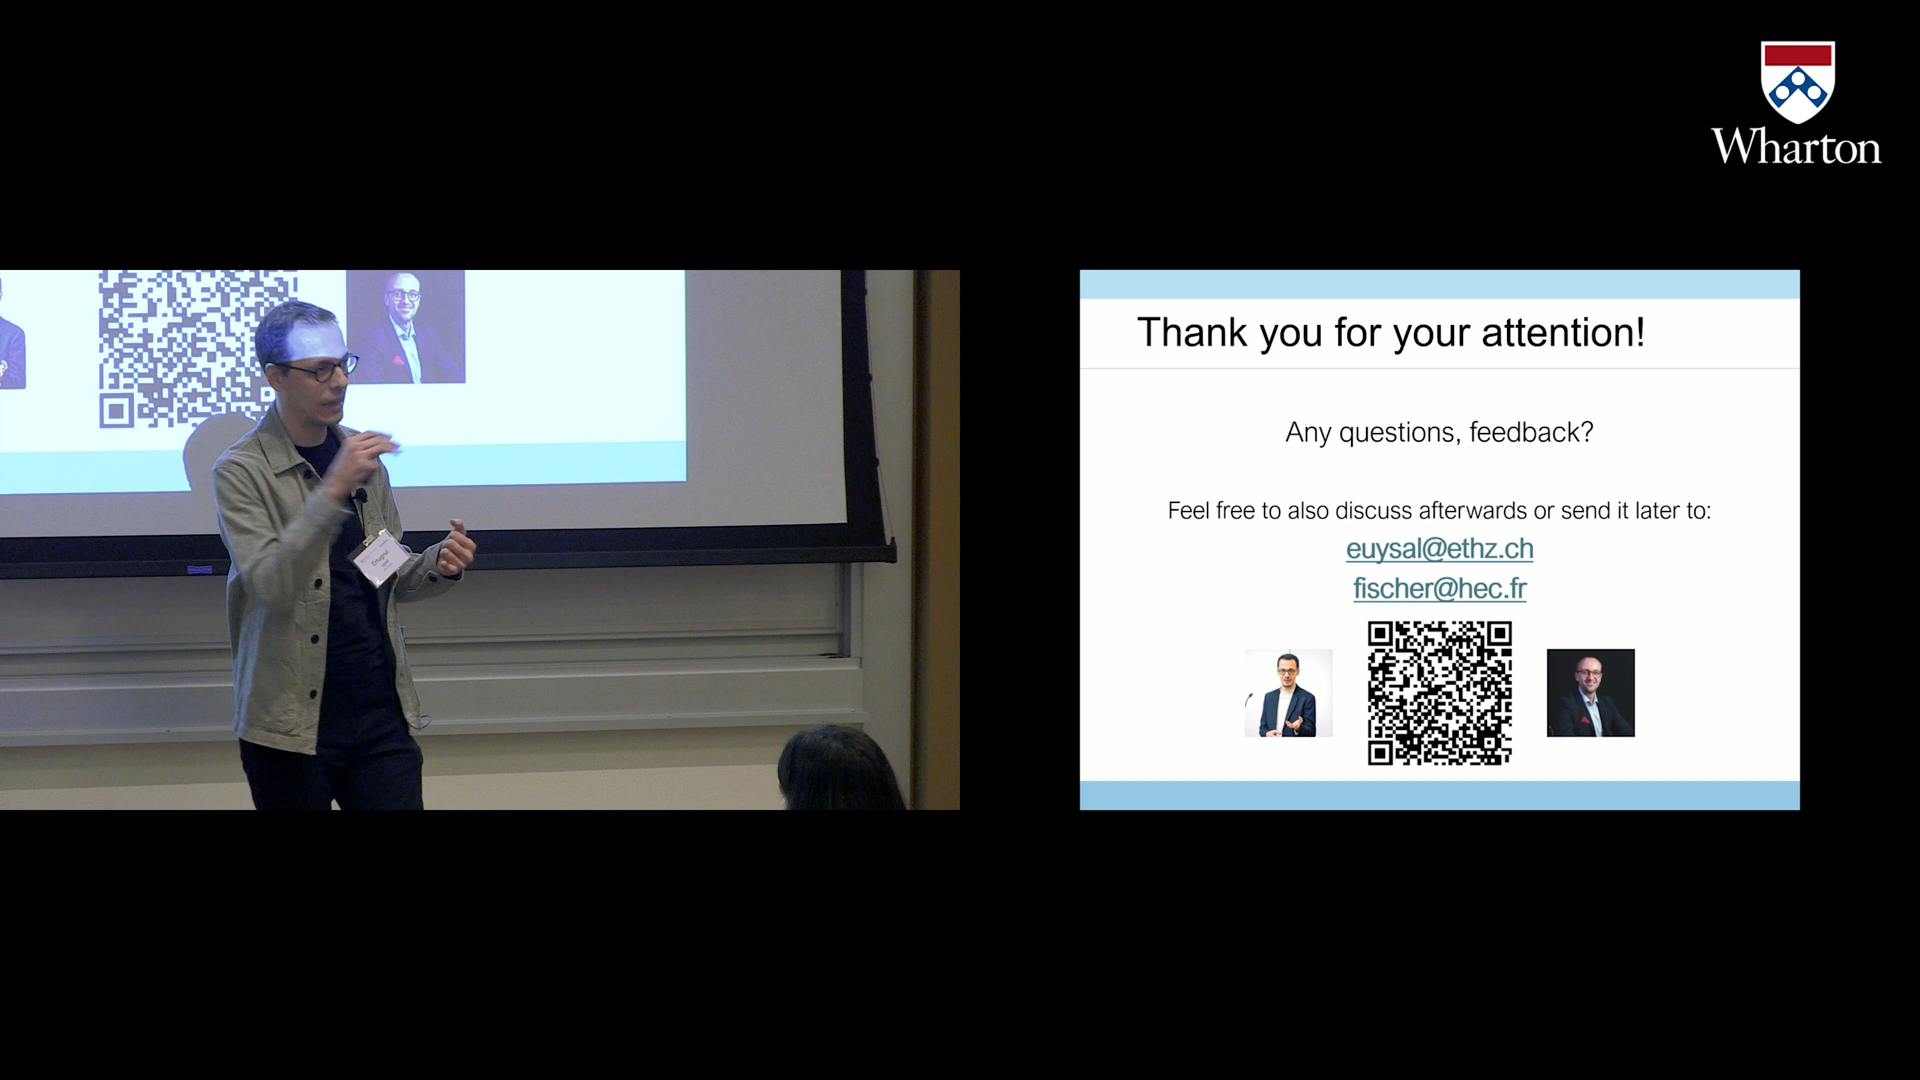 Wharton
Thank you for your attention!
Any questions, feedback?
Feel free to also discuss afterwards or send it later to:
euysal@ethz.ch
fischer@hec.fr
Ertugrul